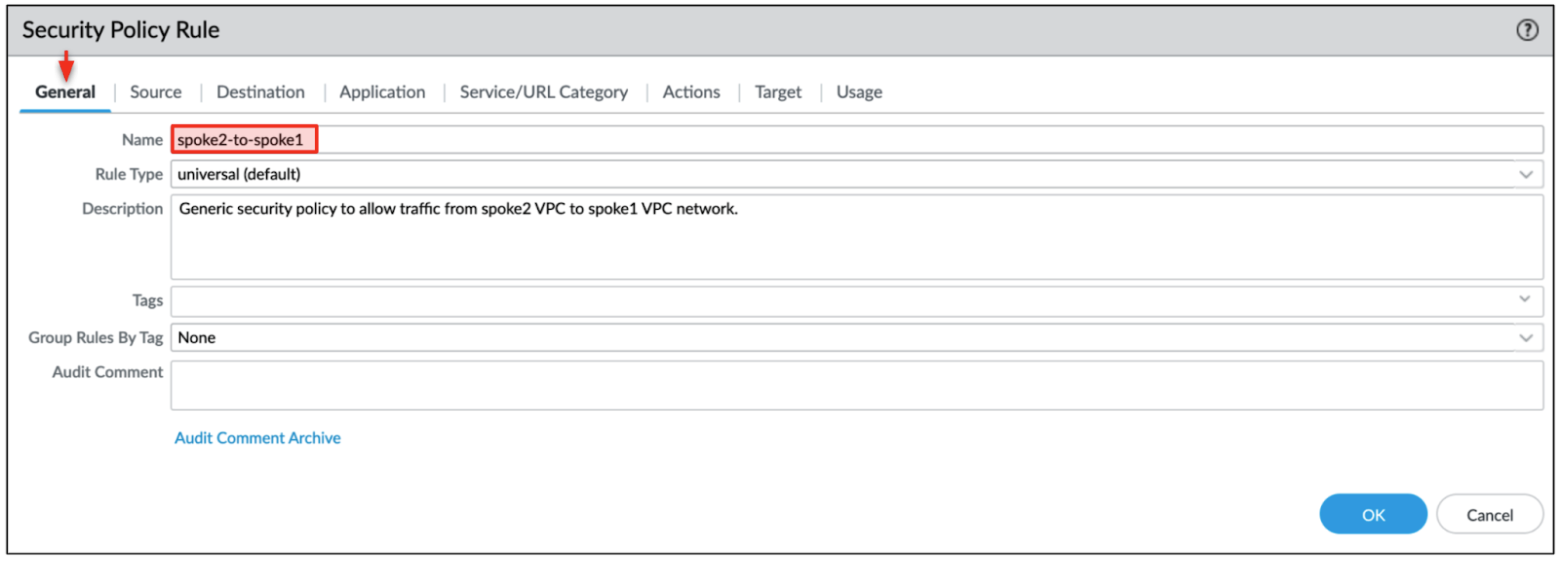 Security Policy Rule
General | Source | Destination | Application | Service/URL Category | Actions | Target | Usage
Name spoke2-to-spoke1
Rule Type universal (default)
Description Generic security policy to allow traffic from spoke2 VPC to spoke1 VPC network.
Tags
Group Rules By Tag None
Audit Comment
Audit Comment Archive
OK Cancel